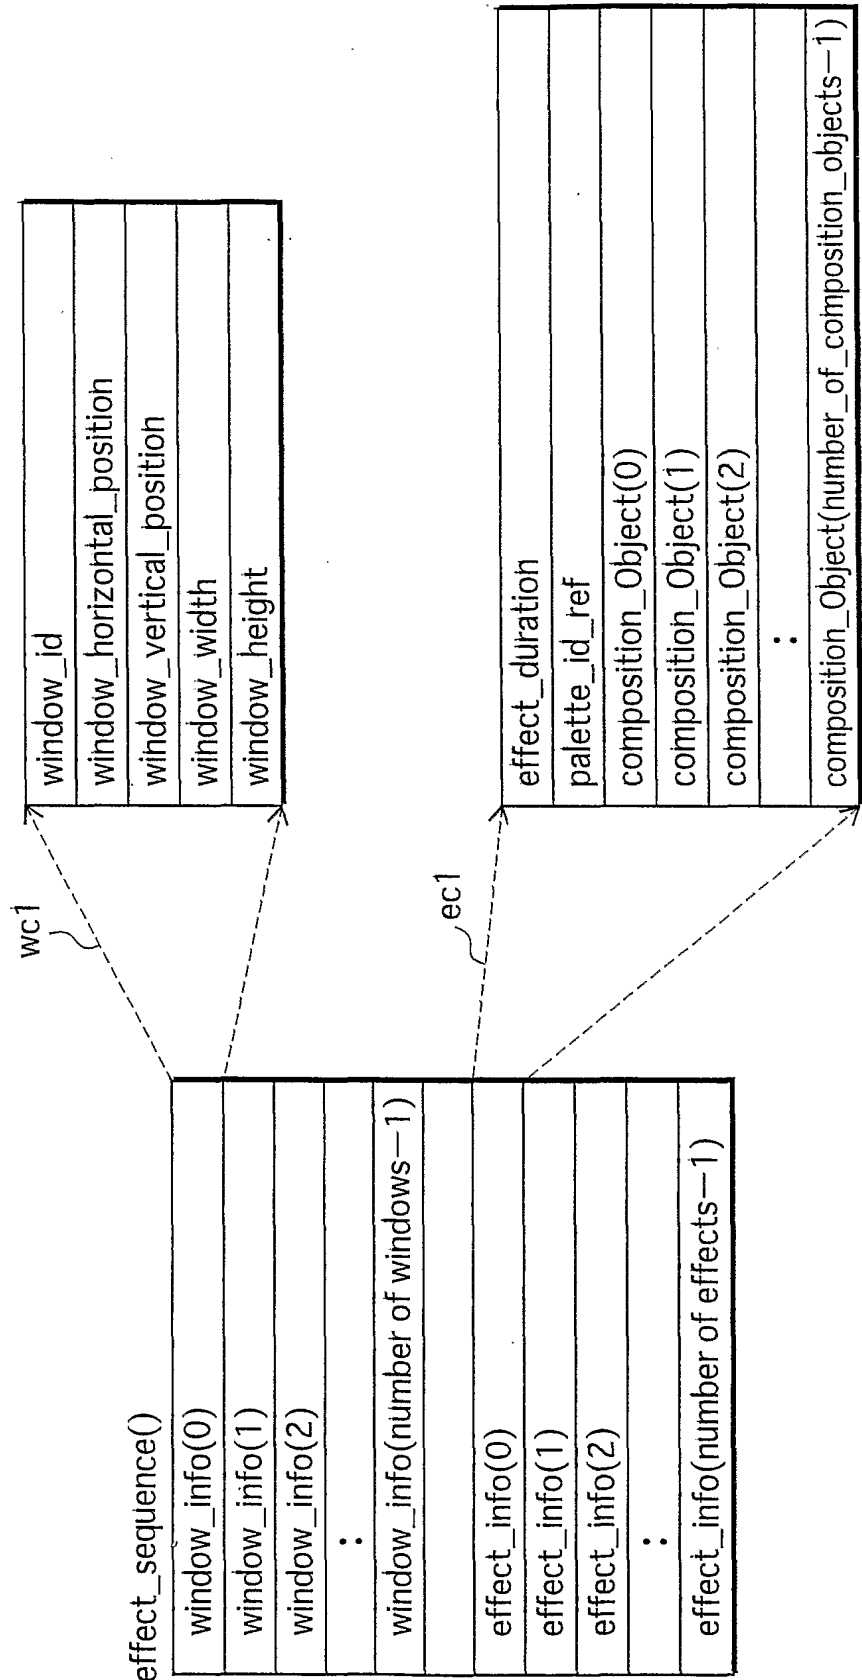 effect_sequence()
window_info(0)
window_info(1)
window_info(2)
:
window_info(number of windows−1)
effect_info(0)
effect_info(1)
effect_info(2)
:
effect_info(number of effects−1)
wc1
window_id
window_horizontal_position
window_vertical_position
window_width
window_height
ec1
effect_duration
palette_id_ref
composition_Object(0)
composition_Object(1)
composition_Object(2)
:
composition_Object(number_of_composition_objects−1)